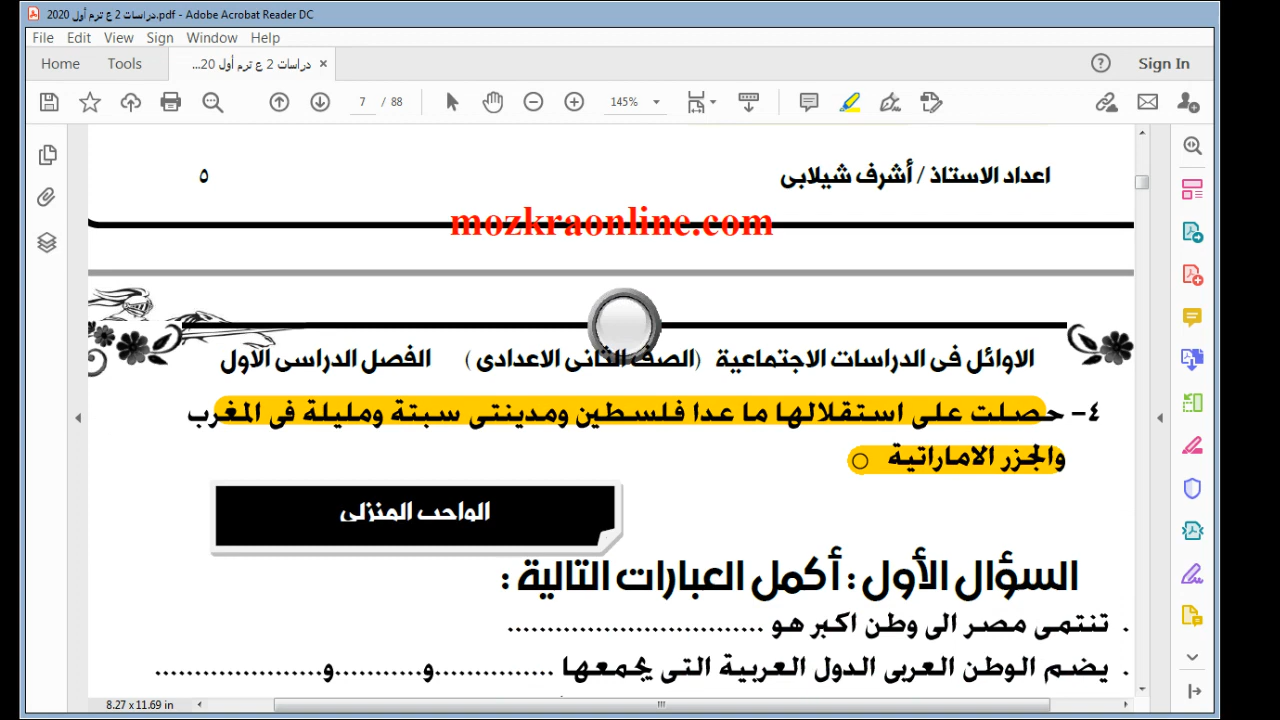 دراسات 2 ع ترم أول 2020.pdf - Adobe Acrobat Reader DC
File Edit View Sign Window Help
Home Tools دراسات 2 ع ترم أول 20... × Sign In
7 / 88 145%
اعداد الاستاذ / أشرف شيلابى ٥
mozkraonline.com
الاوائل فى الدراسات الاجتماعية (الصف الثانى الاعدادى ) الفصل الدراسى الاول
٤- حصلت على استقلالها ما عدا فلسطين ومدينتى سبتة ومليلة فى المغرب
والجزر الاماراتية
الواجب المنزلى
السؤال الأول : أكمل العبارات التالية :
. تنتمى مصر الى وطن اكبر هو ................................
. يضم الوطن العربى الدول العربية التى يجمعها ...............و...........و.....................
8.27 x 11.69 in